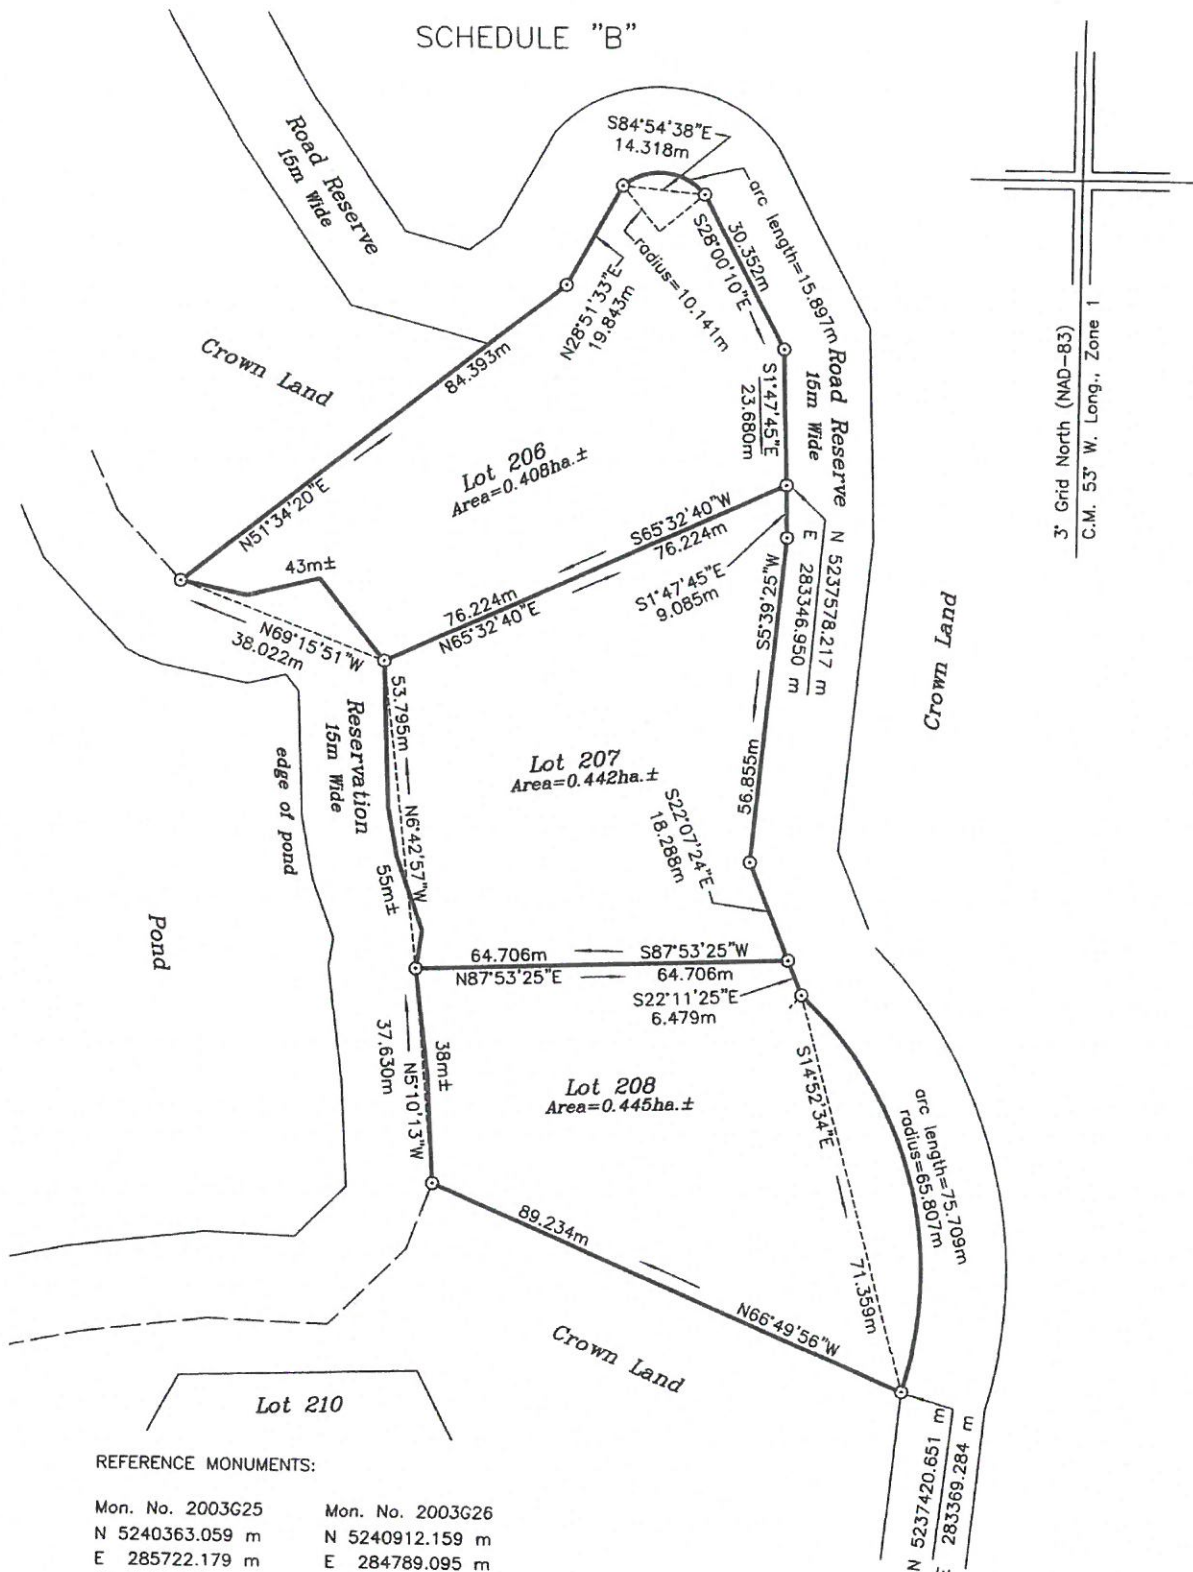 SCHEDULE "B"
Road Reserve
15m Wide
S84°54'38"E
14.318m
arc length=15.897m
radius=10.141m
S28°00'10"E
30.352m
N28°51'33"E
19.843m
Crown Land
84.393m
N51°34'20"E
S1°47'45"E
23.680m
Road Reserve
15m Wide
3° Grid North (NAD-83)
C.M. 53° W. Long., Zone 1
Lot 206
Area=0.408ha.±
S65°32'40"W
76.224m
76.224m
N65°32'40"E
43m±
N69°15'51"W
38.022m
S1°47'45"E
9.085m
N 5237578.217 m
E 283346.950 m
S5°39'25"W
56.855m
Crown Land
53.795m
N6°42'57"W
55m±
Reservation
15m Wide
edge of pond
Pond
Lot 207
Area=0.442ha.±
S22°07'24"E
18.288m
64.706m
S87°53'25"W
N87°53'25"E
64.706m
S22°11'25"E
6.479m
37.630m
N5°10'13"W
38m±
Lot 208
Area=0.445ha.±
S14°52'34"E
71.359m
arc length=75.709m
radius=65.807m
89.234m
N66°49'56"W
Crown Land
Lot 210
N 5237420.651 m
E 283369.284 m
REFERENCE MONUMENTS:
Mon. No. 2003G25
N 5240363.059 m
E 285722.179 m
Mon. No. 2003G26
N 5240912.159 m
E 284789.095 m